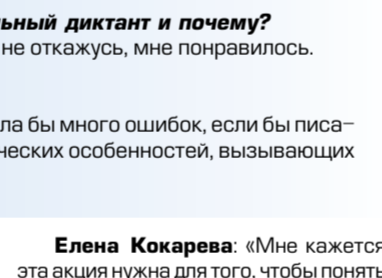 ьный диктант и почему?
не откажусь, мне понравилось.
ла бы много ошибок, если бы писа–
ческих особенностей, вызывающих
Елена Кокарева: «Мне кажется
эта акция нужна для того, чтобы понять